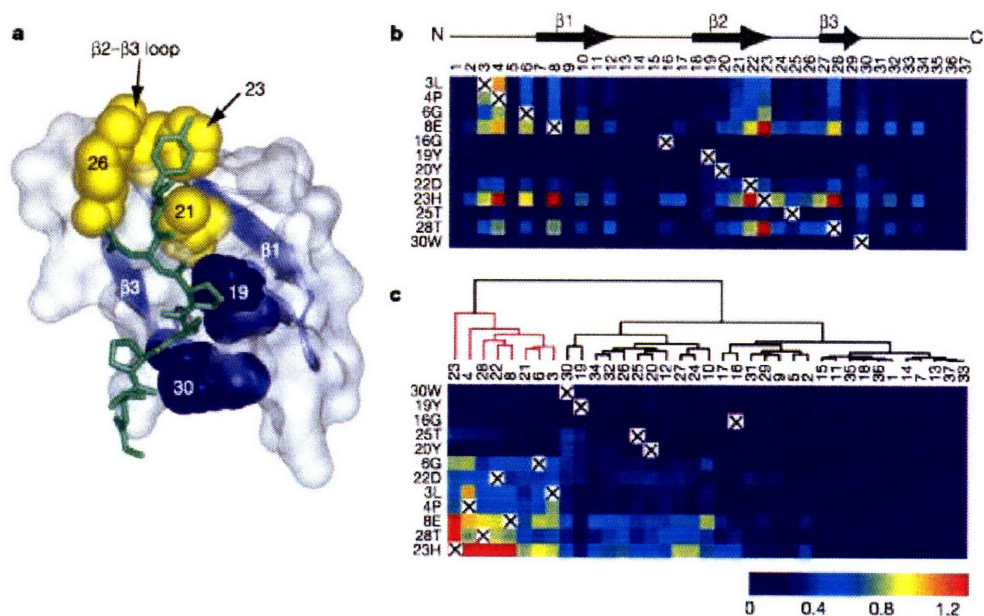 a
β2–β3 loop
23
26
21
β1
β3
19
30
b
N β1 β2 β3 C
1 2 3 4 5 6 7 8 9 10 11 12 13 14 15 16 17 18 19 20 21 22 23 24 25 26 27 28 29 30 31 32 33 34 35 36 37
3L
4P
6G
8E
16G
19Y
20Y
22D
23H
25T
28T
30W
c
23 4 28 22 8 21 6 3 30 19 34 32 26 25 20 12 27 24 10 17 16 31 29 9 5 2 15 11 35 18 36 1 14 7 13 37 33
30W
19Y
16G
25T
20Y
6G
22D
3L
4P
8E
28T
23H
0 0.4 0.8 1.2